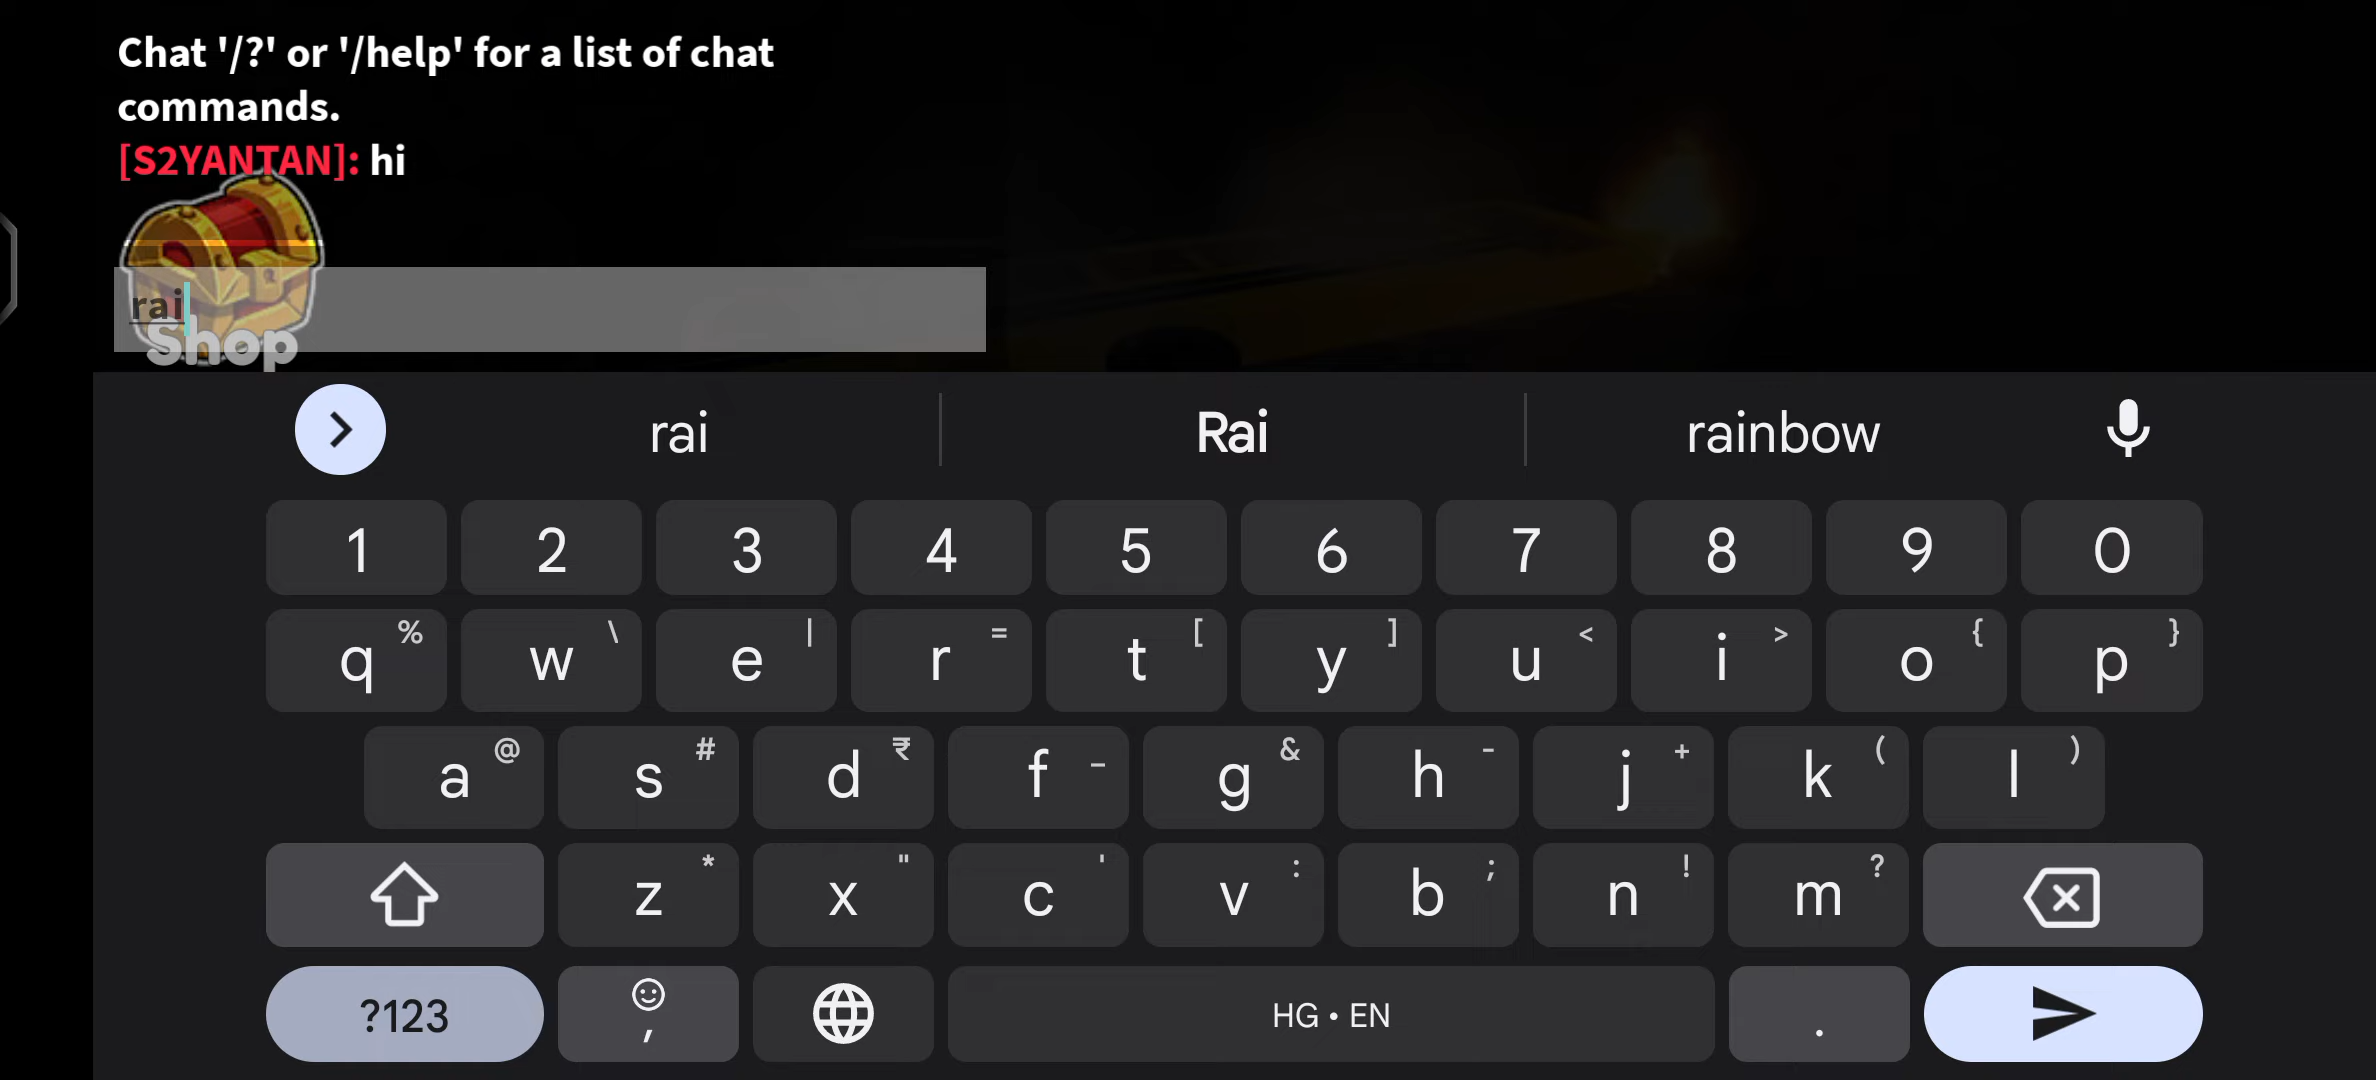 Chat '/?' or '/help' for a list of chat
commands.
[S2YANTAN]: hi
rai
Shop
rai Rai rainbow
1 2 3 4 5 6 7 8 9 0
q % w \ e | r = t [ y ] u < i > o { p }
a @ s # d ₹ f _ g & h - j + k ( l )
z * x " c ' v : b ; n ! m ?
?123 , HG • EN .